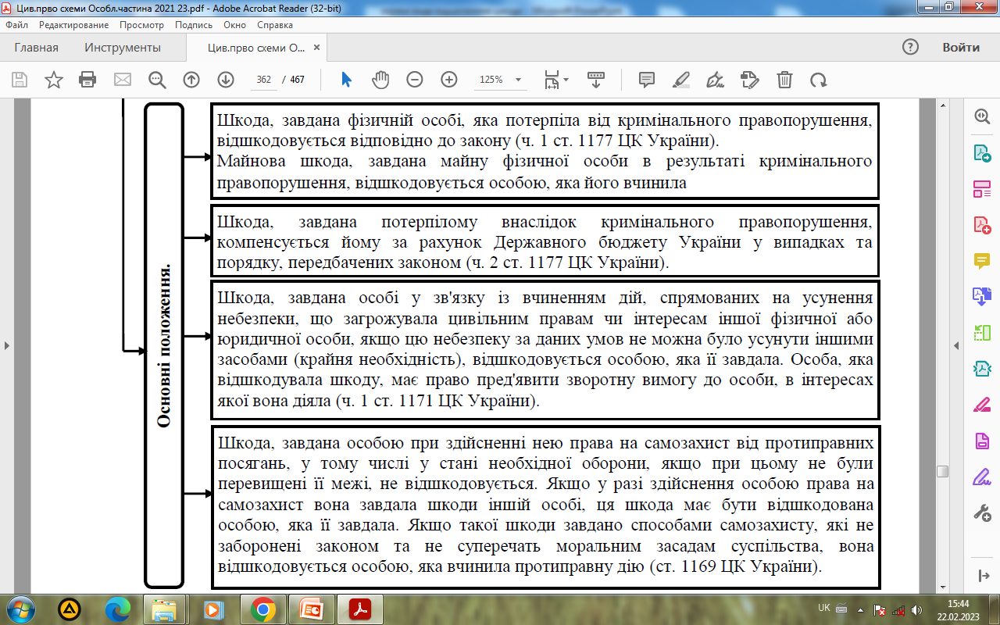 Цив.прво схеми Особл.частина 2021 23.pdf - Adobe Acrobat Reader (32-bit)
Файл Редактирование Просмотр Подпись Окно Справка
Главная Инструменты Цив.прво схеми О... × Войти
362 / 467 125%
Основні положення.
Шкода, завдана фізичній особі, яка потерпіла від кримінального правопорушення,
відшкодовується відповідно до закону (ч. 1 ст. 1177 ЦК України).
Майнова шкода, завдана майну фізичної особи в результаті кримінального
правопорушення, відшкодовується особою, яка його вчинила
Шкода, завдана потерпілому внаслідок кримінального правопорушення,
компенсується йому за рахунок Державного бюджету України у випадках та
порядку, передбачених законом (ч. 2 ст. 1177 ЦК України).
Шкода, завдана особі у зв'язку із вчиненням дій, спрямованих на усунення
небезпеки, що загрожувала цивільним правам чи інтересам іншої фізичної або
юридичної особи, якщо цю небезпеку за даних умов не можна було усунути іншими
засобами (крайня необхідність), відшкодовується особою, яка її завдала. Особа, яка
відшкодувала шкоду, має право пред'явити зворотну вимогу до особи, в інтересах
якої вона діяла (ч. 1 ст. 1171 ЦК України).
Шкода, завдана особою при здійсненні нею права на самозахист від протиправних
посягань, у тому числі у стані необхідної оборони, якщо при цьому не були
перевищені її межі, не відшкодовується. Якщо у разі здійснення особою права на
самозахист вона завдала шкоди іншій особі, ця шкода має бути відшкодована
особою, яка її завдала. Якщо такої шкоди завдано способами самозахисту, які не
заборонені законом та не суперечать моральним засадам суспільства, вона
відшкодовується особою, яка вчинила протиправну дію (ст. 1169 ЦК України).
UK 15:44
22.02.2023